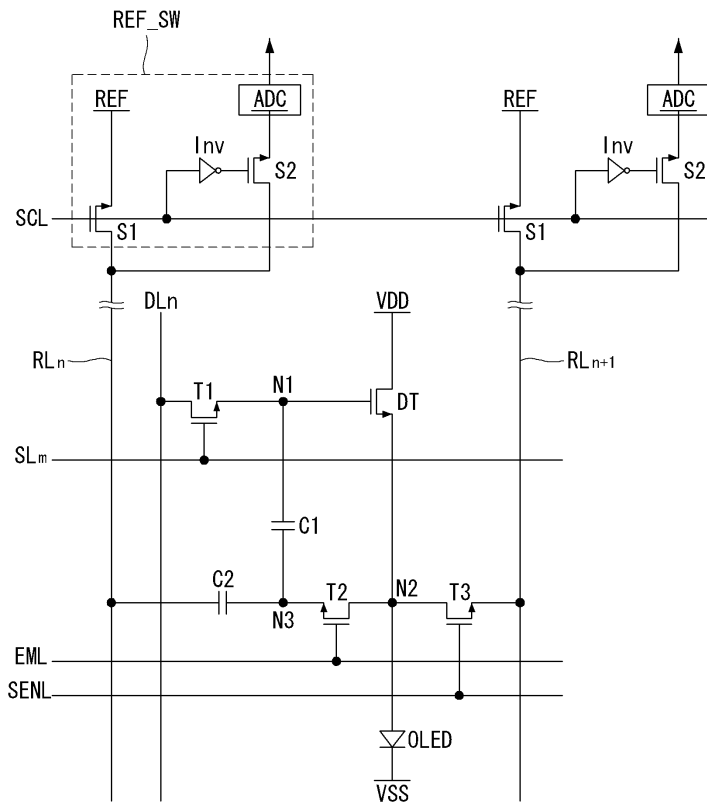 REF_SW
REF
ADC
REF
ADC
Inv
S2
Inv
S2
SCL
S1
S1
DLn
VDD
RLn
RLn+1
T1
N1
DT
SLm
C1
C2
T2
N2
T3
N3
EML
SENL
OLED
VSS